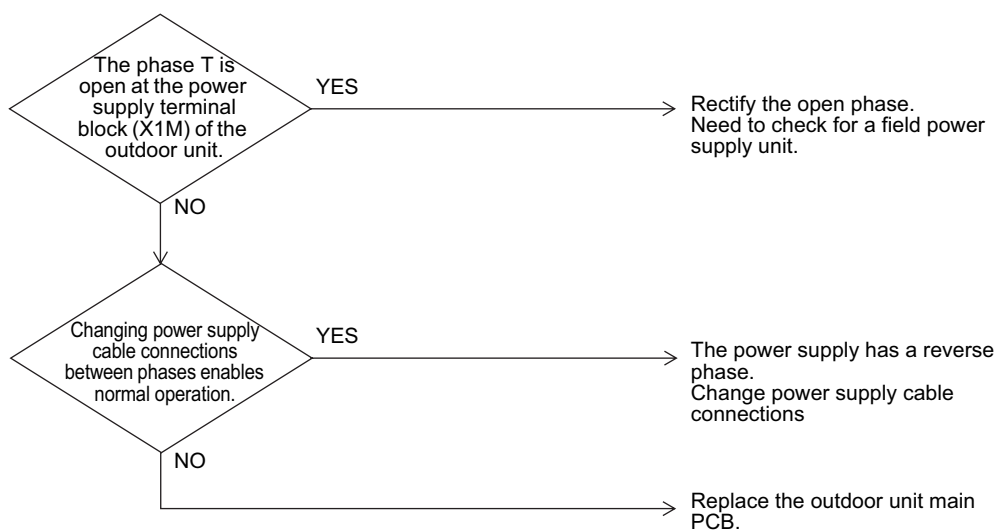 The phase T is
open at the power
supply terminal
block (X1M) of the
outdoor unit.
YES
Rectify the open phase.
Need to check for a field power
supply unit.
NO
Changing power supply
cable connections
between phases enables
normal operation.
YES
The power supply has a reverse
phase.
Change power supply cable
connections
NO
Replace the outdoor unit main
PCB.